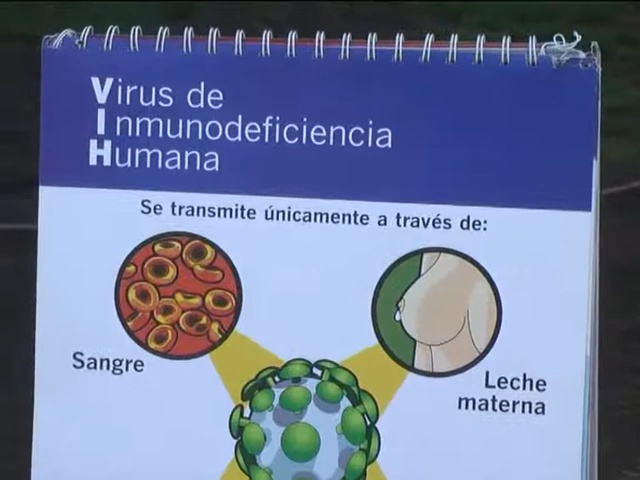 Virus de
Inmunodeficiencia
Humana
Se transmite únicamente a través de:
Sangre
Leche
materna